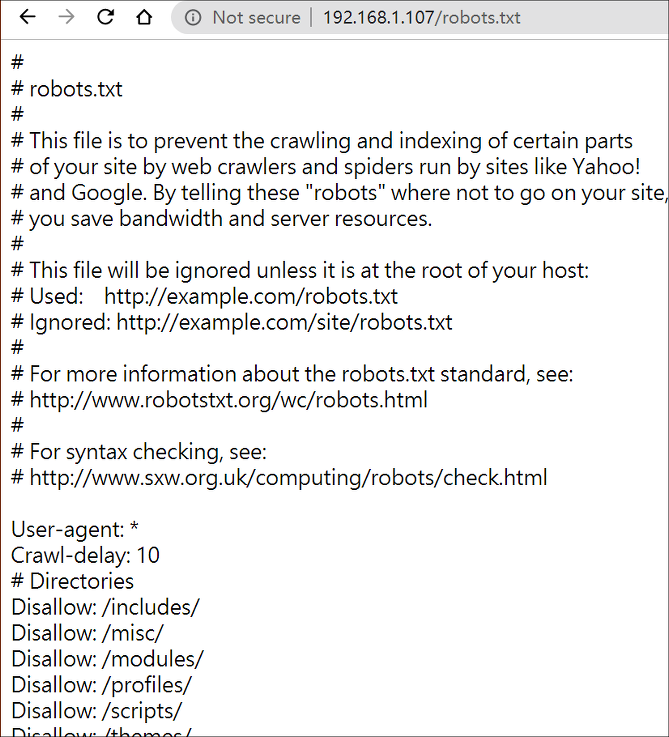 Not secure | 192.168.1.107/robots.txt
#
# robots.txt
#
# This file is to prevent the crawling and indexing of certain parts
# of your site by web crawlers and spiders run by sites like Yahoo!
# and Google. By telling these "robots" where not to go on your site,
# you save bandwidth and server resources.
#
# This file will be ignored unless it is at the root of your host:
# Used:    http://example.com/robots.txt
# Ignored: http://example.com/site/robots.txt
#
# For more information about the robots.txt standard, see:
# http://www.robotstxt.org/wc/robots.html
#
# For syntax checking, see:
# http://www.sxw.org.uk/computing/robots/check.html
User-agent: *
Crawl-delay: 10
# Directories
Disallow: /includes/
Disallow: /misc/
Disallow: /modules/
Disallow: /profiles/
Disallow: /scripts/
Disallow: /themes/